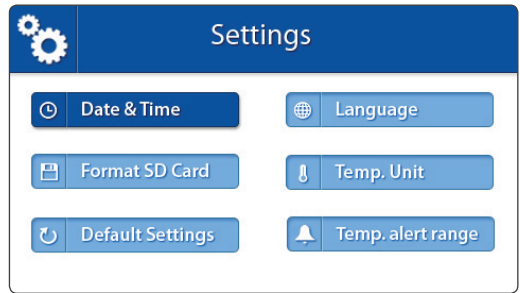 Settings
Date & Time
Language
Format SD Card
Temp. Unit
Default Settings
Temp. alert range